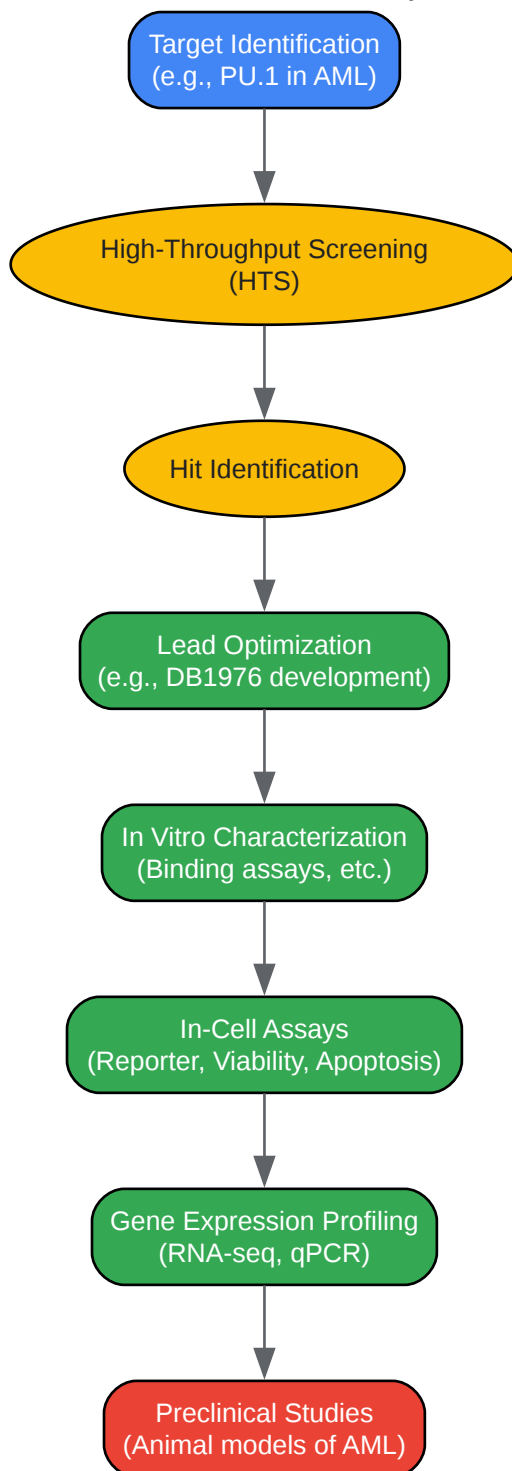 Target Identification
(e.g., PU.1 in AML)
High-Throughput Screening
(HTS)
Hit Identification
Lead Optimization
(e.g., DB1976 development)
In Vitro Characterization
(Binding assays, etc.)
In-Cell Assays
(Reporter, Viability, Apoptosis)
Gene Expression Profiling
(RNA-seq, qPCR)
Preclinical Studies
(Animal models of AML)